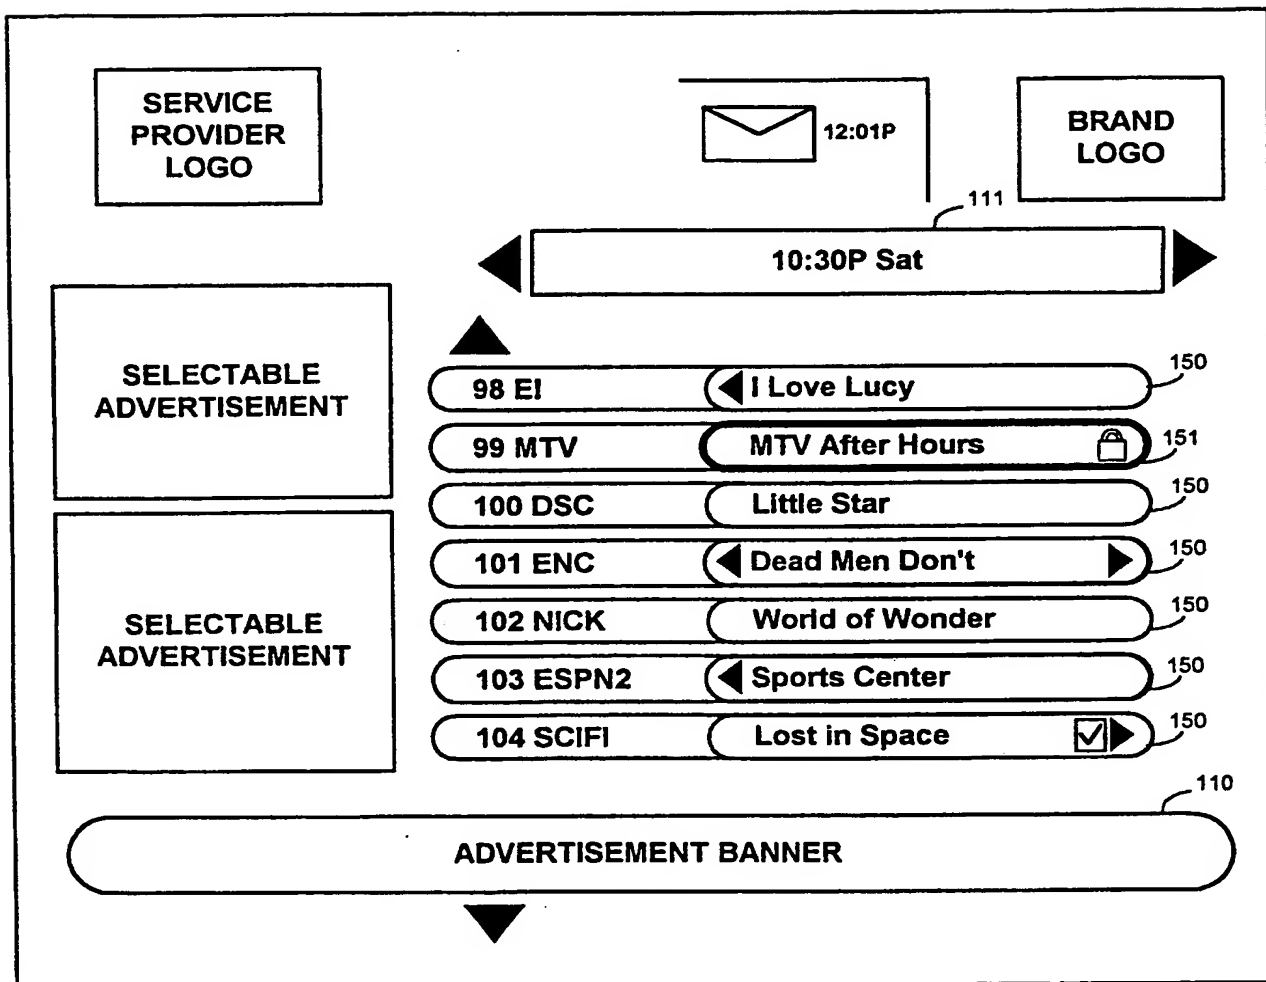 SERVICE
PROVIDER
LOGO
12:01P
BRAND
LOGO
111
10:30P Sat
SELECTABLE
ADVERTISEMENT
98 EI I Love Lucy 150
99 MTV MTV After Hours 151
100 DSC Little Star 150
101 ENC Dead Men Don't 150
102 NICK World of Wonder 150
103 ESPN2 Sports Center 150
104 SCIFI Lost in Space 150
SELECTABLE
ADVERTISEMENT
110
ADVERTISEMENT BANNER